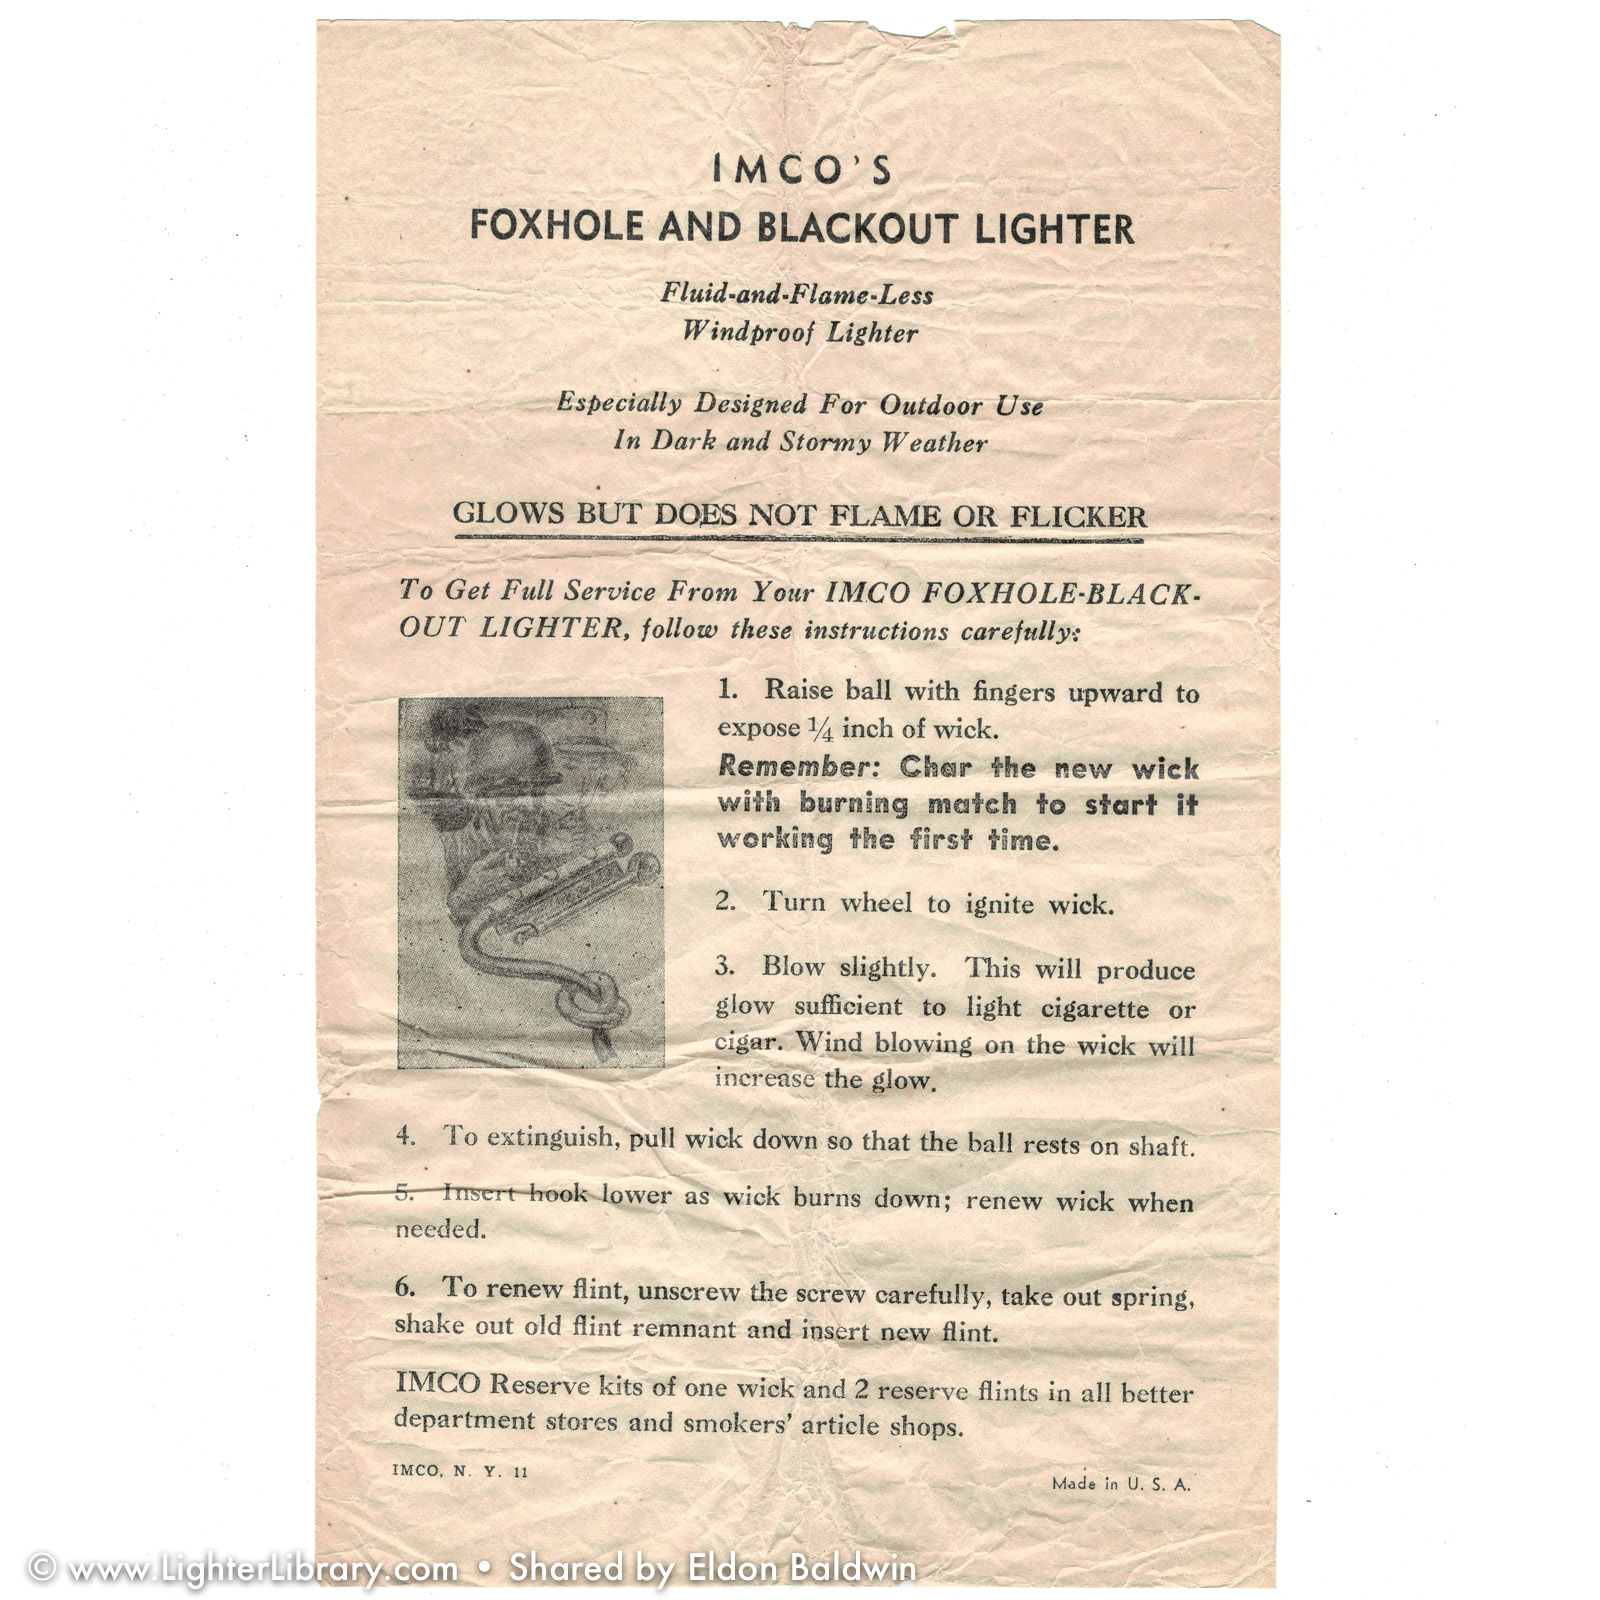 IMCO'S
FOXHOLE AND BLACKOUT LIGHTER
Fluid-and-Flame-Less
Windproof Lighter
Especially Designed For Outdoor Use
In Dark and Stormy Weather
GLOWS BUT DOES NOT FLAME OR FLICKER
To Get Full Service From Your IMCO FOXHOLE-BLACK-
OUT LIGHTER, follow these instructions carefully:
1. Raise ball with fingers upward to
expose ¼ inch of wick.
Remember: Char the new wick
with burning match to start it
working the first time.
2. Turn wheel to ignite wick.
3. Blow slightly. This will produce
glow sufficient to light cigarette or
cigar. Wind blowing on the wick will
increase the glow.
4. To extinguish, pull wick down so that the ball rests on shaft.
5. Insert hook lower as wick burns down; renew wick when
needed.
6. To renew flint, unscrew the screw carefully, take out spring,
shake out old flint remnant and insert new flint.
IMCO Reserve kits of one wick and 2 reserve flints in all better
department stores and smokers' article shops.
IMCO, N. Y. 11
Made in U. S. A.
© www.LighterLibrary.com • Shared by Eldon Baldwin